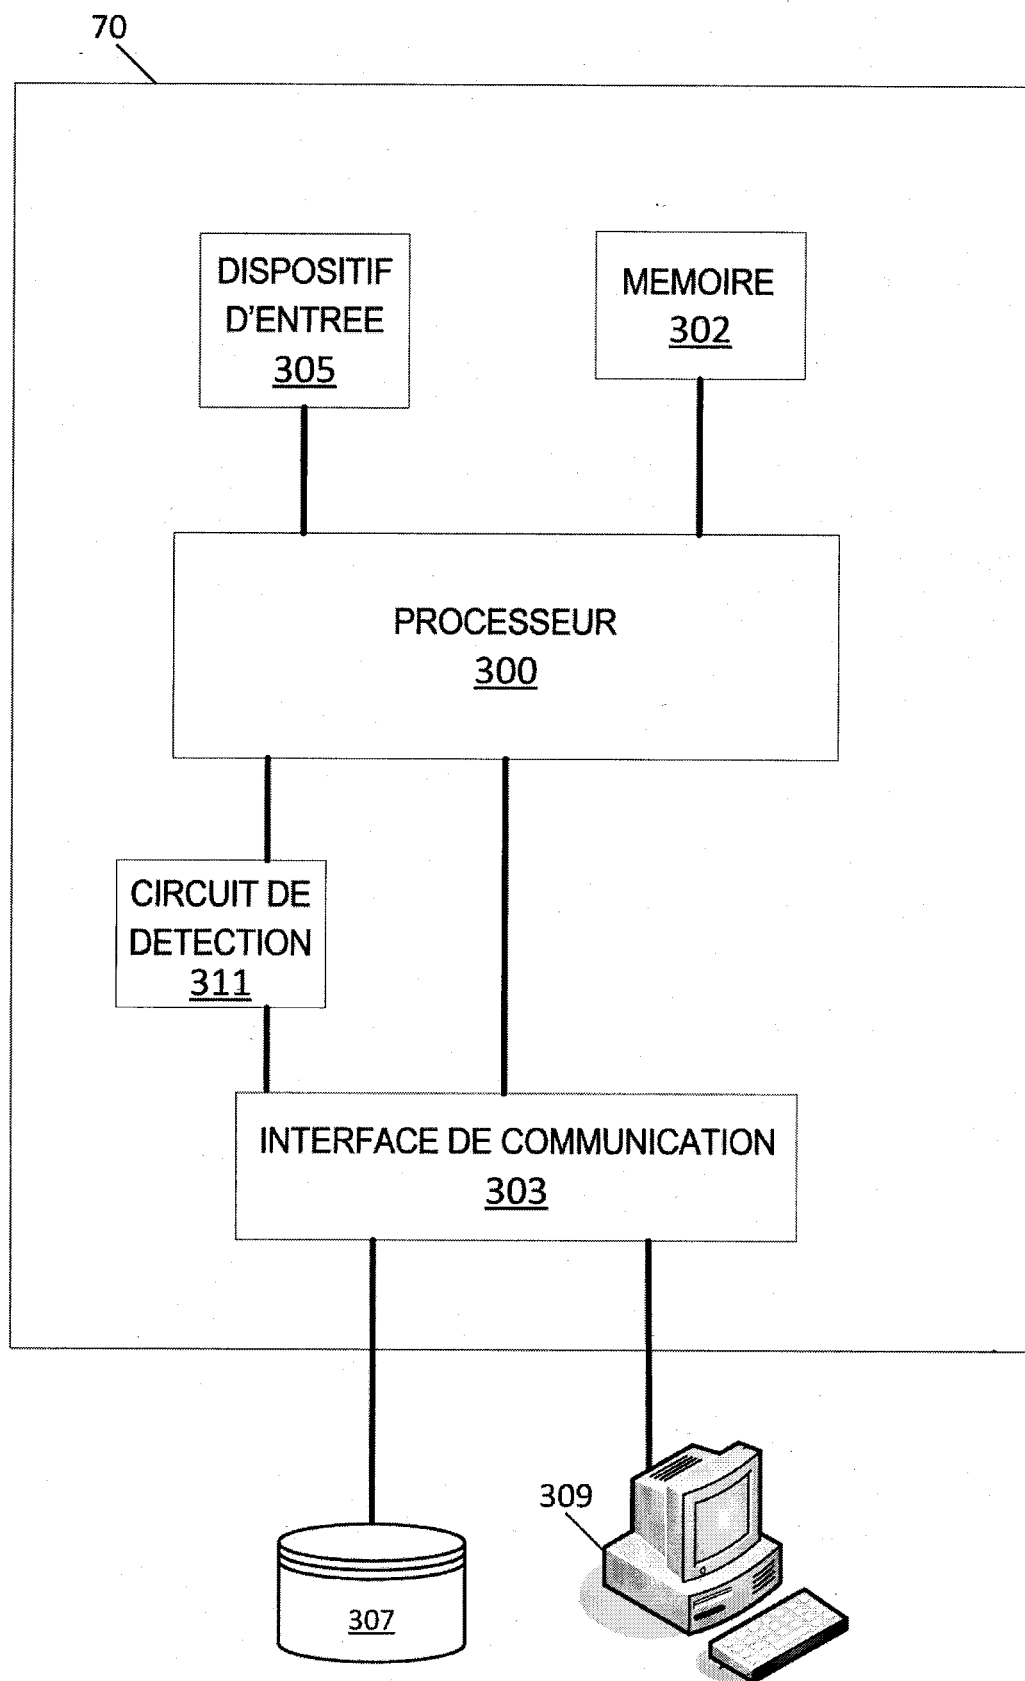 70
DISPOSITIF
D'ENTREE
305
MEMOIRE
302
PROCESSEUR
300
CIRCUIT DE
DETECTION
311
INTERFACE DE COMMUNICATION
303
309
307